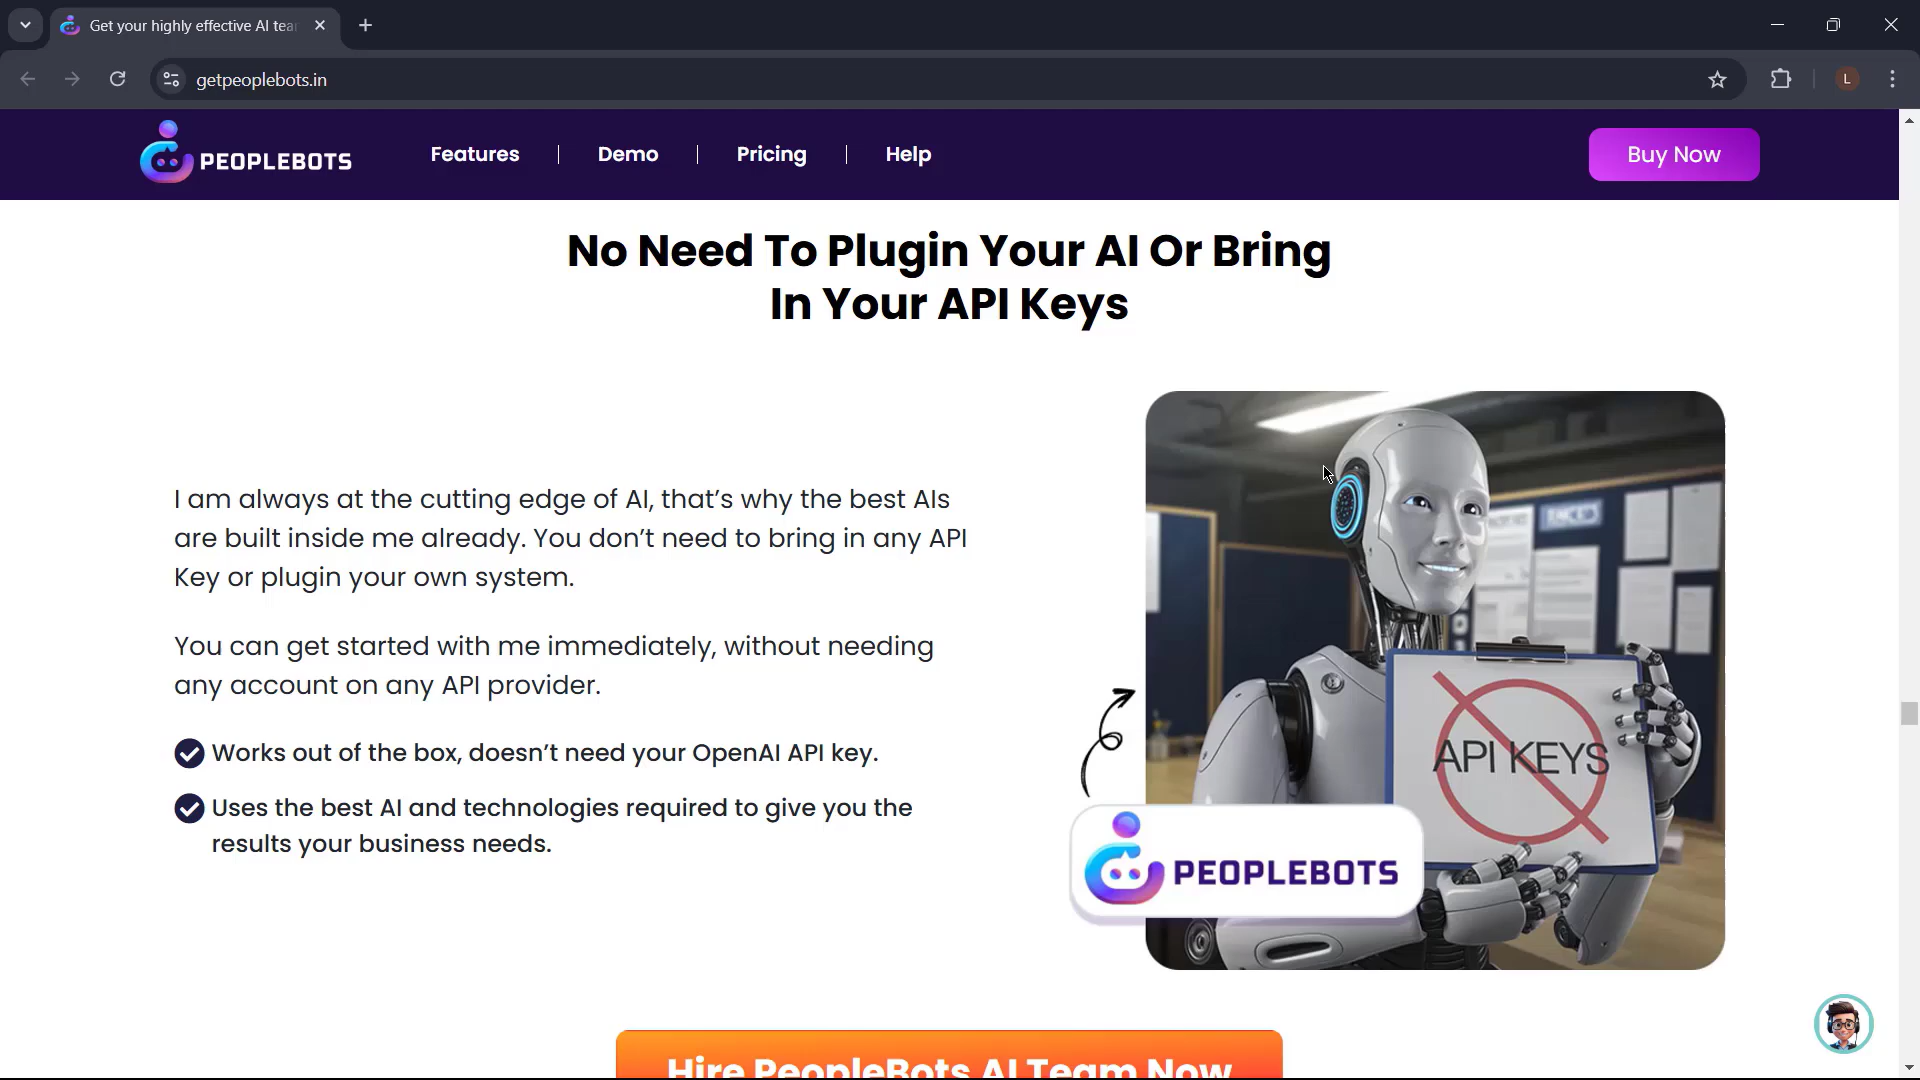 Get your highly effective AI tea
getpeoplebots.in
L
PEOPLEBOTS
Features
Demo
Pricing
Help
Buy Now
No Need To Plugin Your AI Or Bring
In Your API Keys
I am always at the cutting edge of AI, that's why the best AIs
are built inside me already. You don't need to bring in any API
Key or plugin your own system.
You can get started with me immediately, without needing
any account on any API provider.
Works out of the box, doesn't need your OpenAI API key.
Uses the best AI and technologies required to give you the
results your business needs.
API KEYS
PEOPLEBOTS
Hire PeopleBots AI Team Now